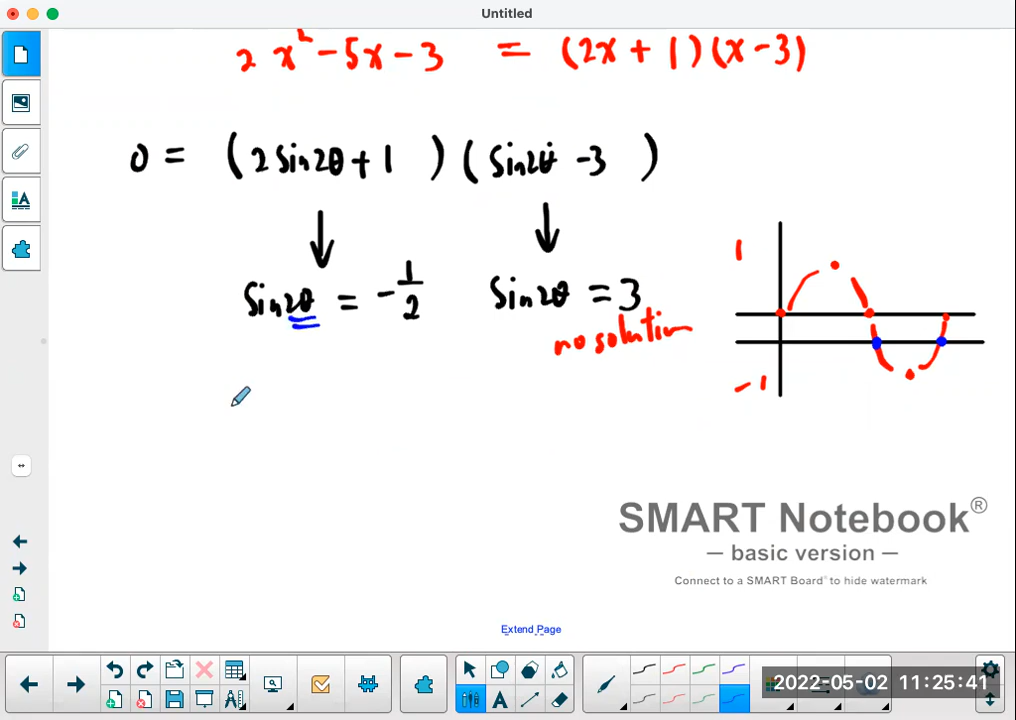 Untitled
2x² - 5x - 3 = (2x + 1)(x - 3)
0 = (2sin2θ + 1)(sin2θ - 3)
sin2θ = -1/2 sin2θ = 3
no solution
1
-1
SMART Notebook®
— basic version —
Connect to a SMART Board® to hide watermark
Extend Page
2022-05-02 11:25:41